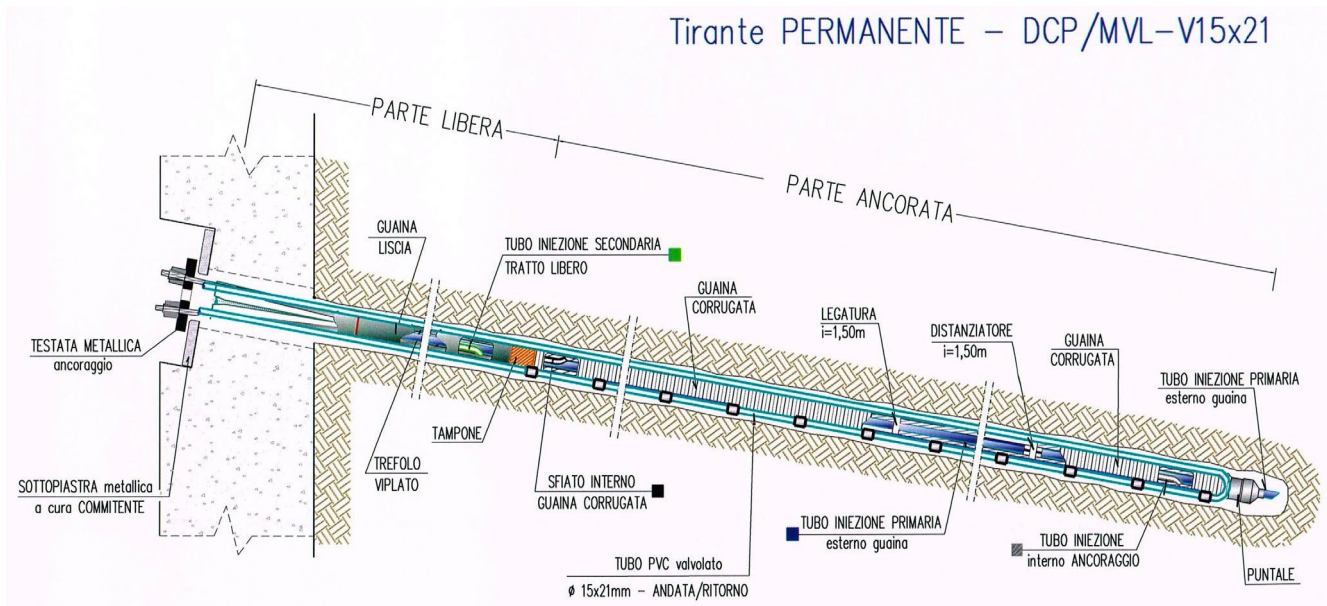 Tirante PERMANENTE – DCP/MVL–V15x21
PARTE LIBERA
PARTE ANCORATA
GUAINA
LISCIA
TUBO INIEZIONE SECONDARIA
TRATTO LIBERO
GUAINA
CORRUGATA
LEGATURA
i=1,50m
DISTANZIATORE
i=1,50m
GUAINA
CORRUGATA
TUBO INIEZIONE PRIMARIA
esterno guaina
TESTATA METALLICA
ancoraggio
TAMPONE
TREFOLO
VIPLATO
SOTTOPIASTRA metallica
a cura COMMITENTE
SFIATO INTERNO
GUAINA CORRUGATA
TUBO INIEZIONE PRIMARIA
esterno guaina
TUBO INIEZIONE
interno ANCORAGGIO
PUNTALE
TUBO PVC valvolato
ø 15x21mm – ANDATA/RITORNO